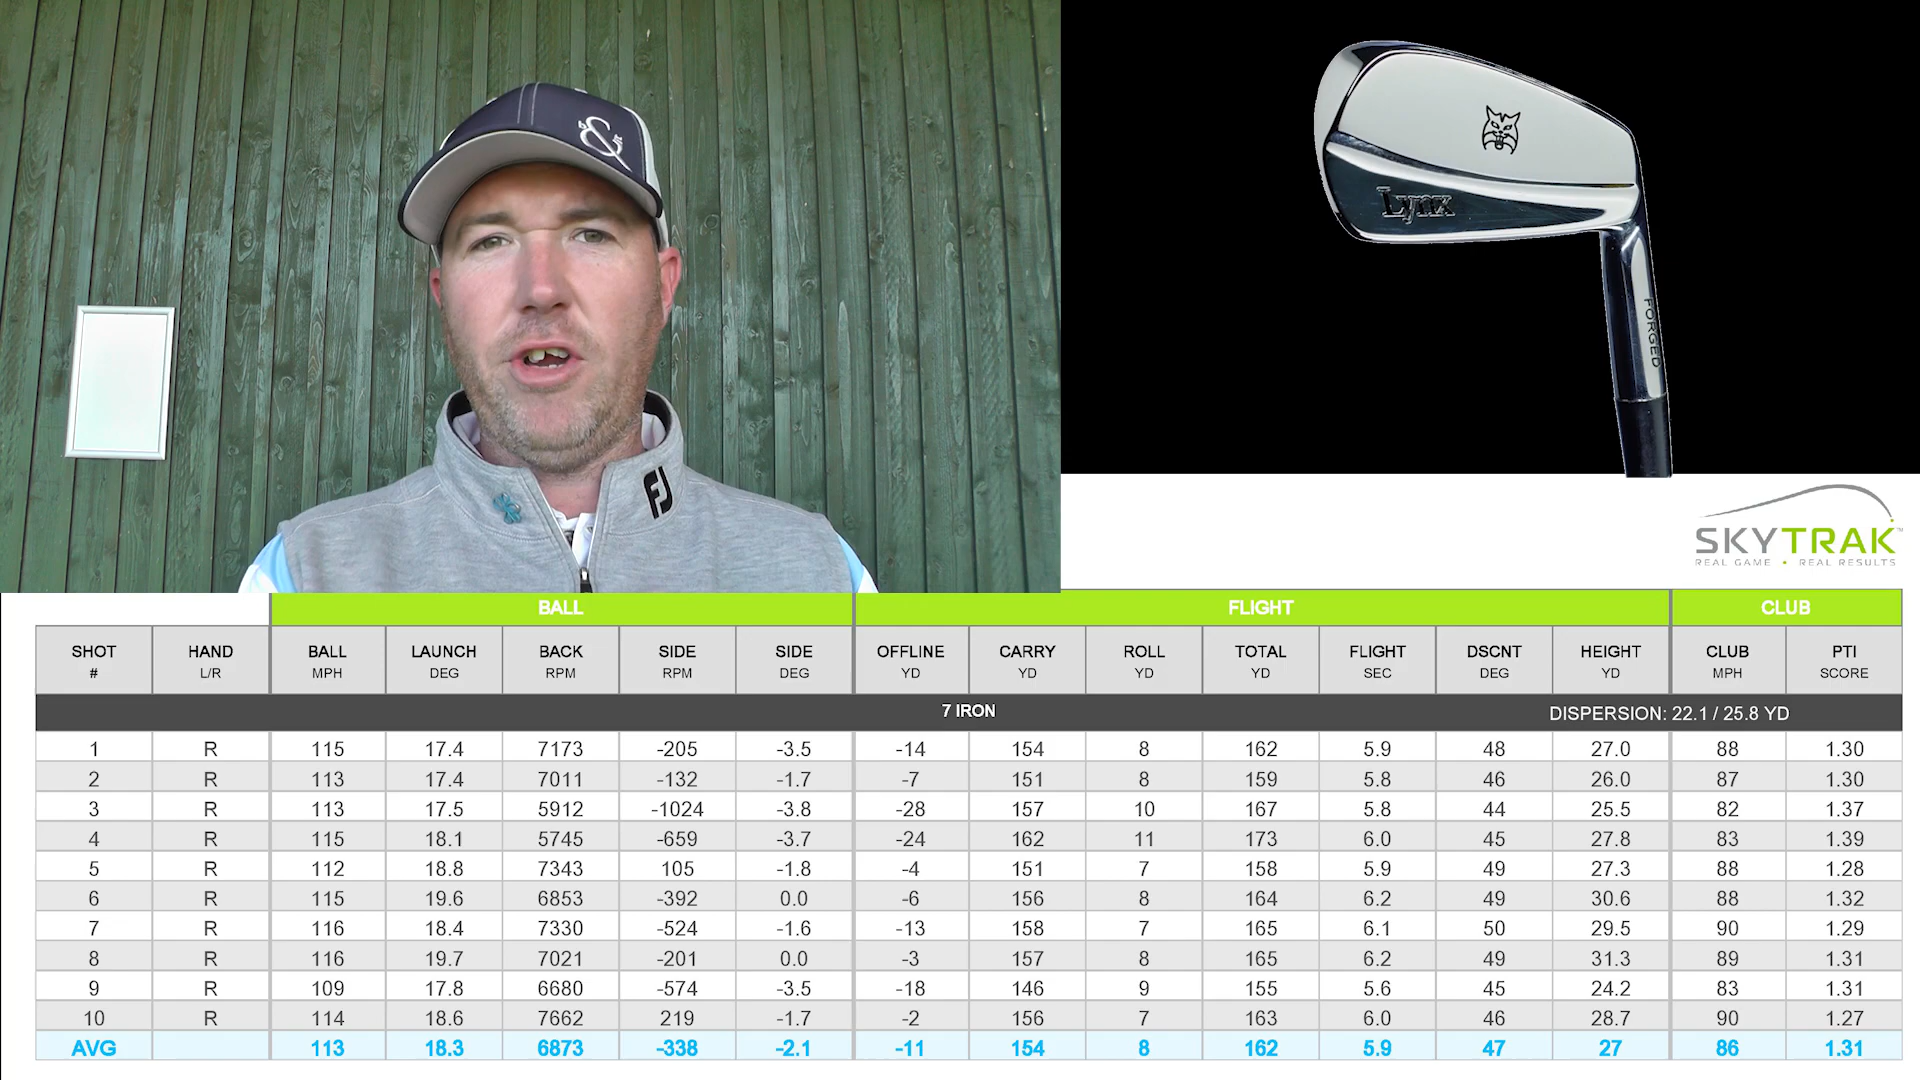 &
FJ
Lynx
FORGED
SKYTRAK™
REAL GAME • REAL RESULTS
BALL FLIGHT CLUB
SHOT HAND BALL LAUNCH BACK SIDE SIDE OFFLINE CARRY ROLL TOTAL FLIGHT DSCNT HEIGHT CLUB PTI
# L/R MPH DEG RPM RPM DEG YD YD YD YD SEC DEG YD MPH SCORE
7 IRON DISPERSION: 22.1 / 25.8 YD
1 R 115 17.4 7173 -205 -3.5 -14 154 8 162 5.9 48 27.0 88 1.30
2 R 113 17.4 7011 -132 -1.7 -7 151 8 159 5.8 46 26.0 87 1.30
3 R 113 17.5 5912 -1024 -3.8 -28 157 10 167 5.8 44 25.5 82 1.37
4 R 115 18.1 5745 -659 -3.7 -24 162 11 173 6.0 45 27.8 83 1.39
5 R 112 18.8 7343 105 -1.8 -4 151 7 158 5.9 49 27.3 88 1.28
6 R 115 19.6 6853 -392 0.0 -6 156 8 164 6.2 49 30.6 88 1.32
7 R 116 18.4 7330 -524 -1.6 -13 158 7 165 6.1 50 29.5 90 1.29
8 R 116 19.7 7021 -201 0.0 -3 157 8 165 6.2 49 31.3 89 1.31
9 R 109 17.8 6680 -574 -3.5 -18 146 9 155 5.6 45 24.2 83 1.31
10 R 114 18.6 7662 219 -1.7 -2 156 7 163 6.0 46 28.7 90 1.27
AVG 113 18.3 6873 -338 -2.1 -11 154 8 162 5.9 47 27 86 1.31